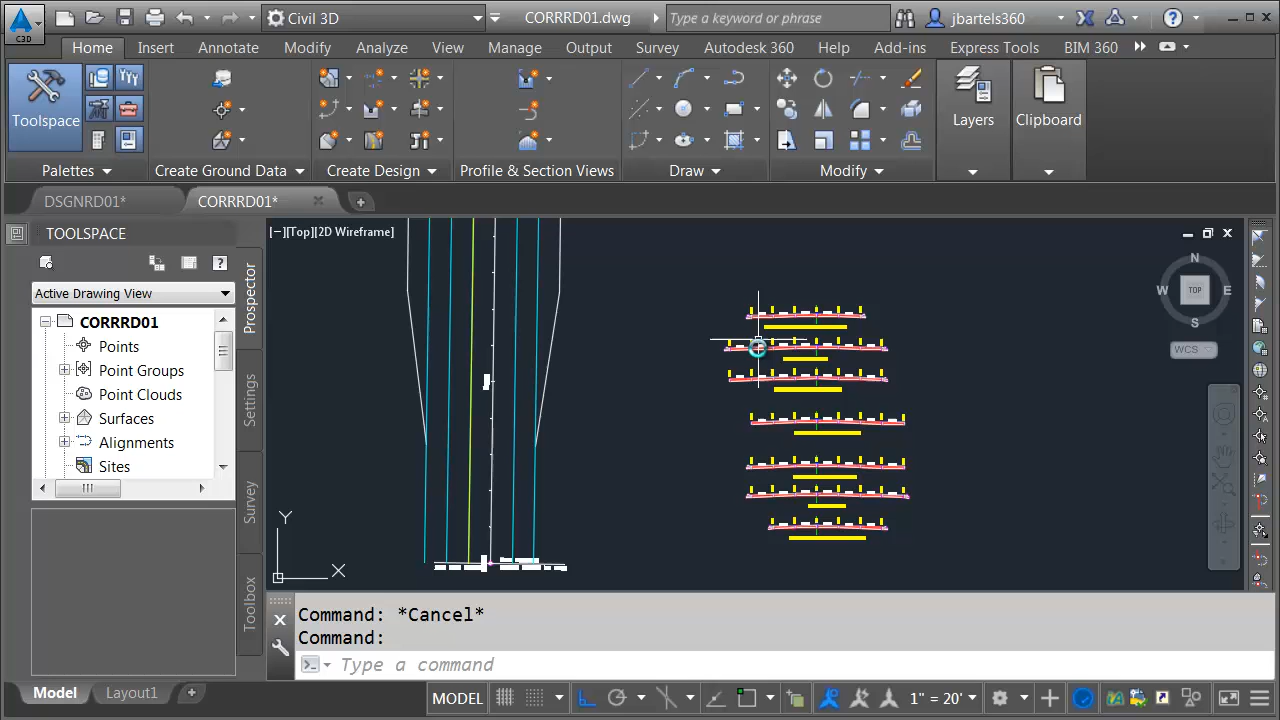 C3D
Civil 3D
CORRRD01.dwg
Type a keyword or phrase
jbartels360
Home
Insert
Annotate
Modify
Analyze
View
Manage
Output
Survey
Autodesk 360
Help
Add-ins
Express Tools
BIM 360
Toolspace
Layers
Clipboard
Palettes
Create Ground Data
Create Design
Profile & Section Views
Draw
Modify
DSGNRD01*
CORRRD01*
TOOLSPACE
Active Drawing View
CORRRD01
Points
Point Groups
Point Clouds
Surfaces
Alignments
Sites
Prospector
Settings
Survey
Toolbox
[−][Top][2D Wireframe]
N
W
TOP
E
S
WCS
Y
X
Command: *Cancel*
Command:
Type a command
Model
Layout1
MODEL
1" = 20'